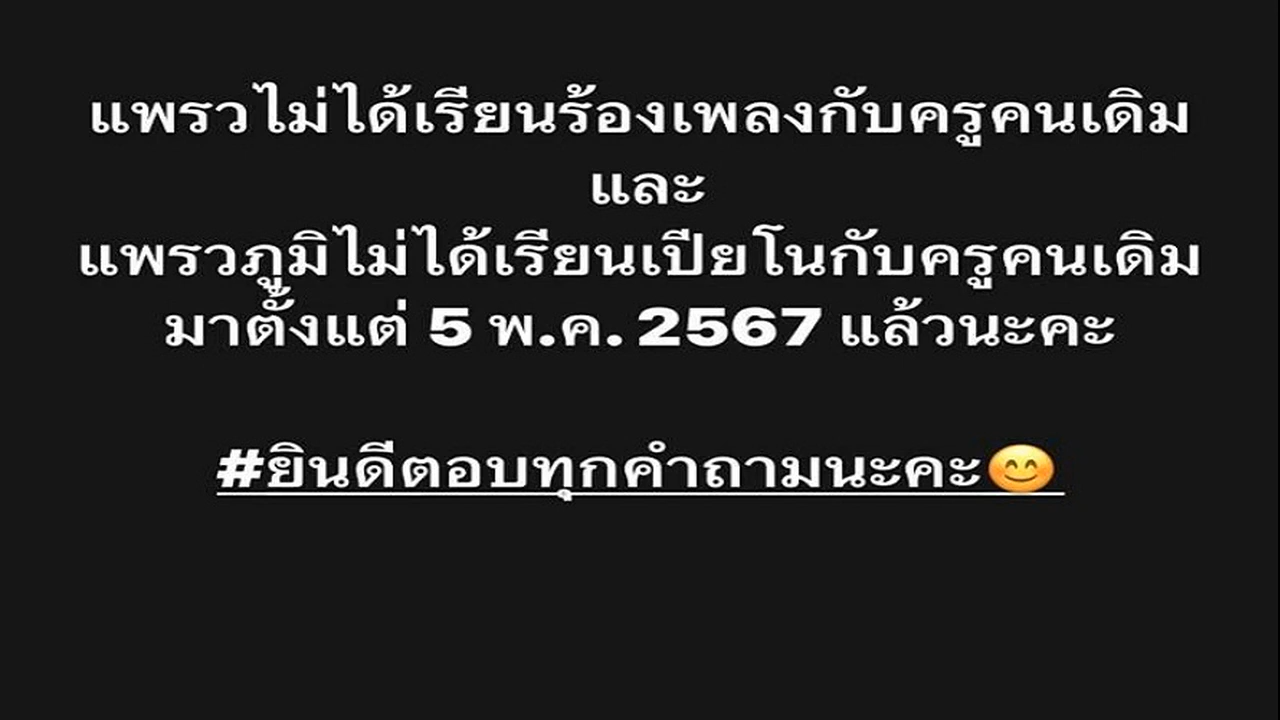 แพรวไม่ได้เรียนร้องเพลงกับครูคนเดิม
และ
แพรวภูมิไม่ได้เรียนเปียโนกับครูคนเดิม
มาตั้งแต่ 5 พ.ค. 2567 แล้วนะคะ
#ยินดีตอบทุกคำถามนะคะ😊